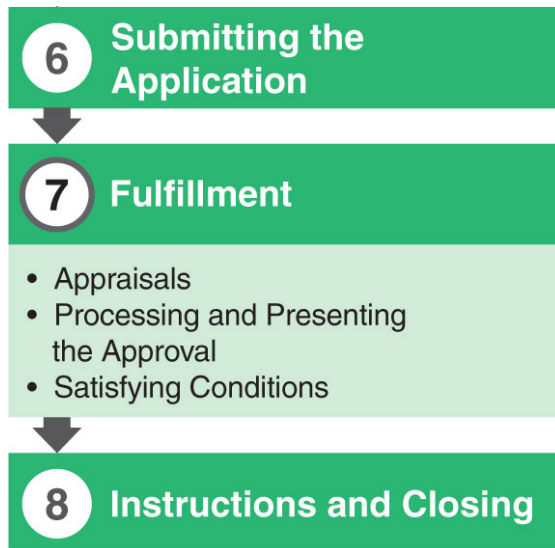 6 Submitting the
Application
7 Fulfillment
• Appraisals
• Processing and Presenting
the Approval
• Satisfying Conditions
8 Instructions and Closing